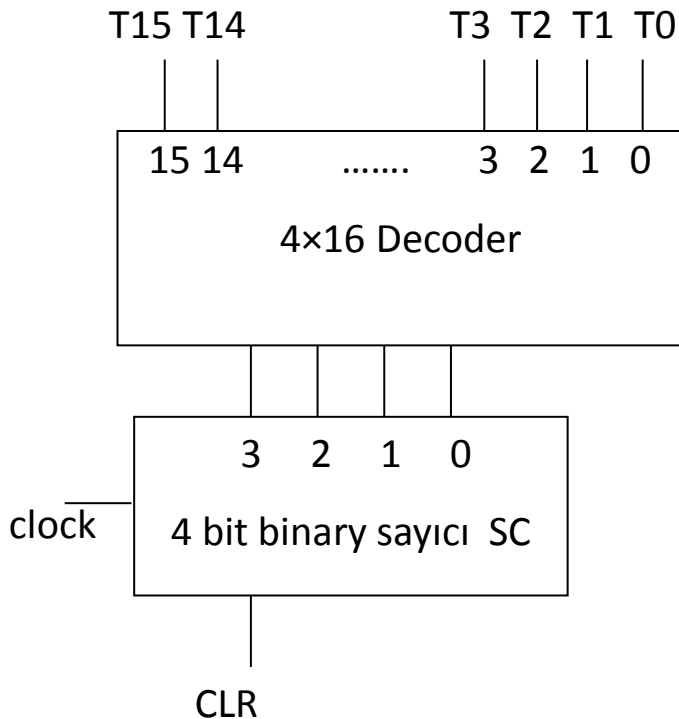 T15 T14 T3 T2 T1 T0
15 14 ....... 3 2 1 0
4×16 Decoder
3 2 1 0
clock 4 bit binary sayıcı SC
CLR